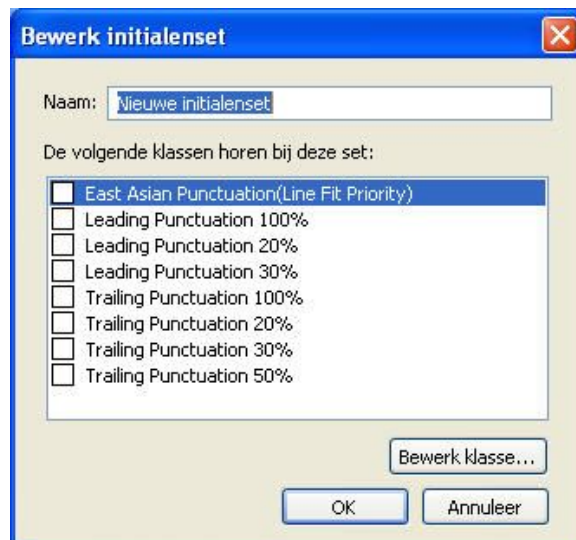 Bewerk initialenset
Naam: Nieuwe initialenset
De volgende klassen horen bij deze set:
East Asian Punctuation(Line Fit Priority)
Leading Punctuation 100%
Leading Punctuation 20%
Leading Punctuation 30%
Trailing Punctuation 100%
Trailing Punctuation 20%
Trailing Punctuation 30%
Trailing Punctuation 50%
Bewerk klasse...
OK Annuleer